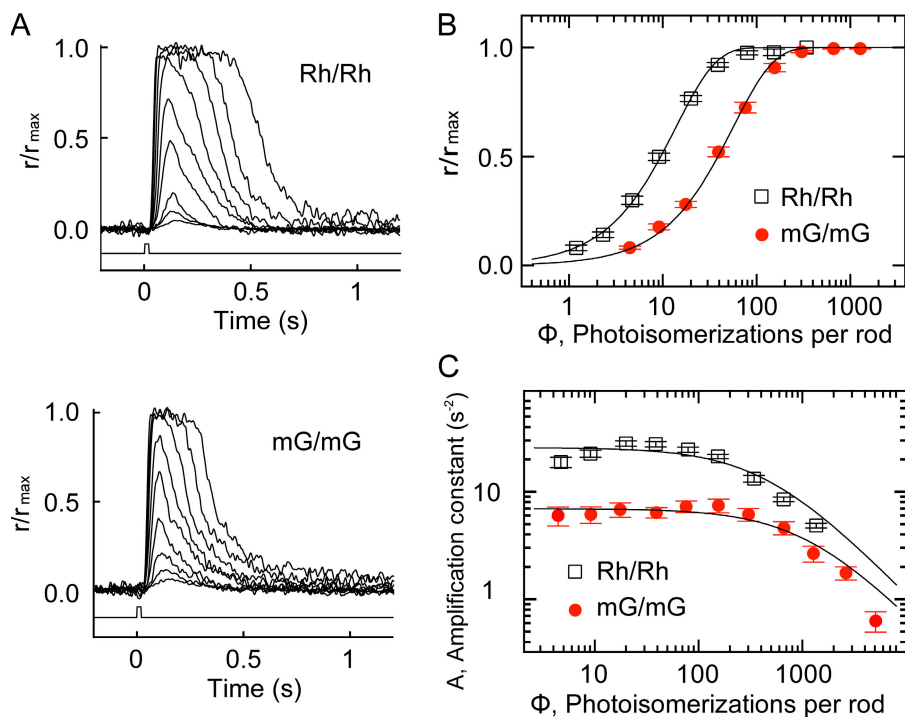 A
r/rmax
1.0
0.5
0.0
Rh/Rh
0
0.5
1
Time (s)
r/rmax
1.0
0.5
0.0
mG/mG
0
0.5
1
Time (s)
B
r/rmax
1.0
0.5
0.0
Rh/Rh
mG/mG
1
10
100
1000
Φ, Photoisomerizations per rod
C
A, Amplification constant (s⁻²)
10
1
Rh/Rh
mG/mG
10
100
1000
Φ, Photoisomerizations per rod